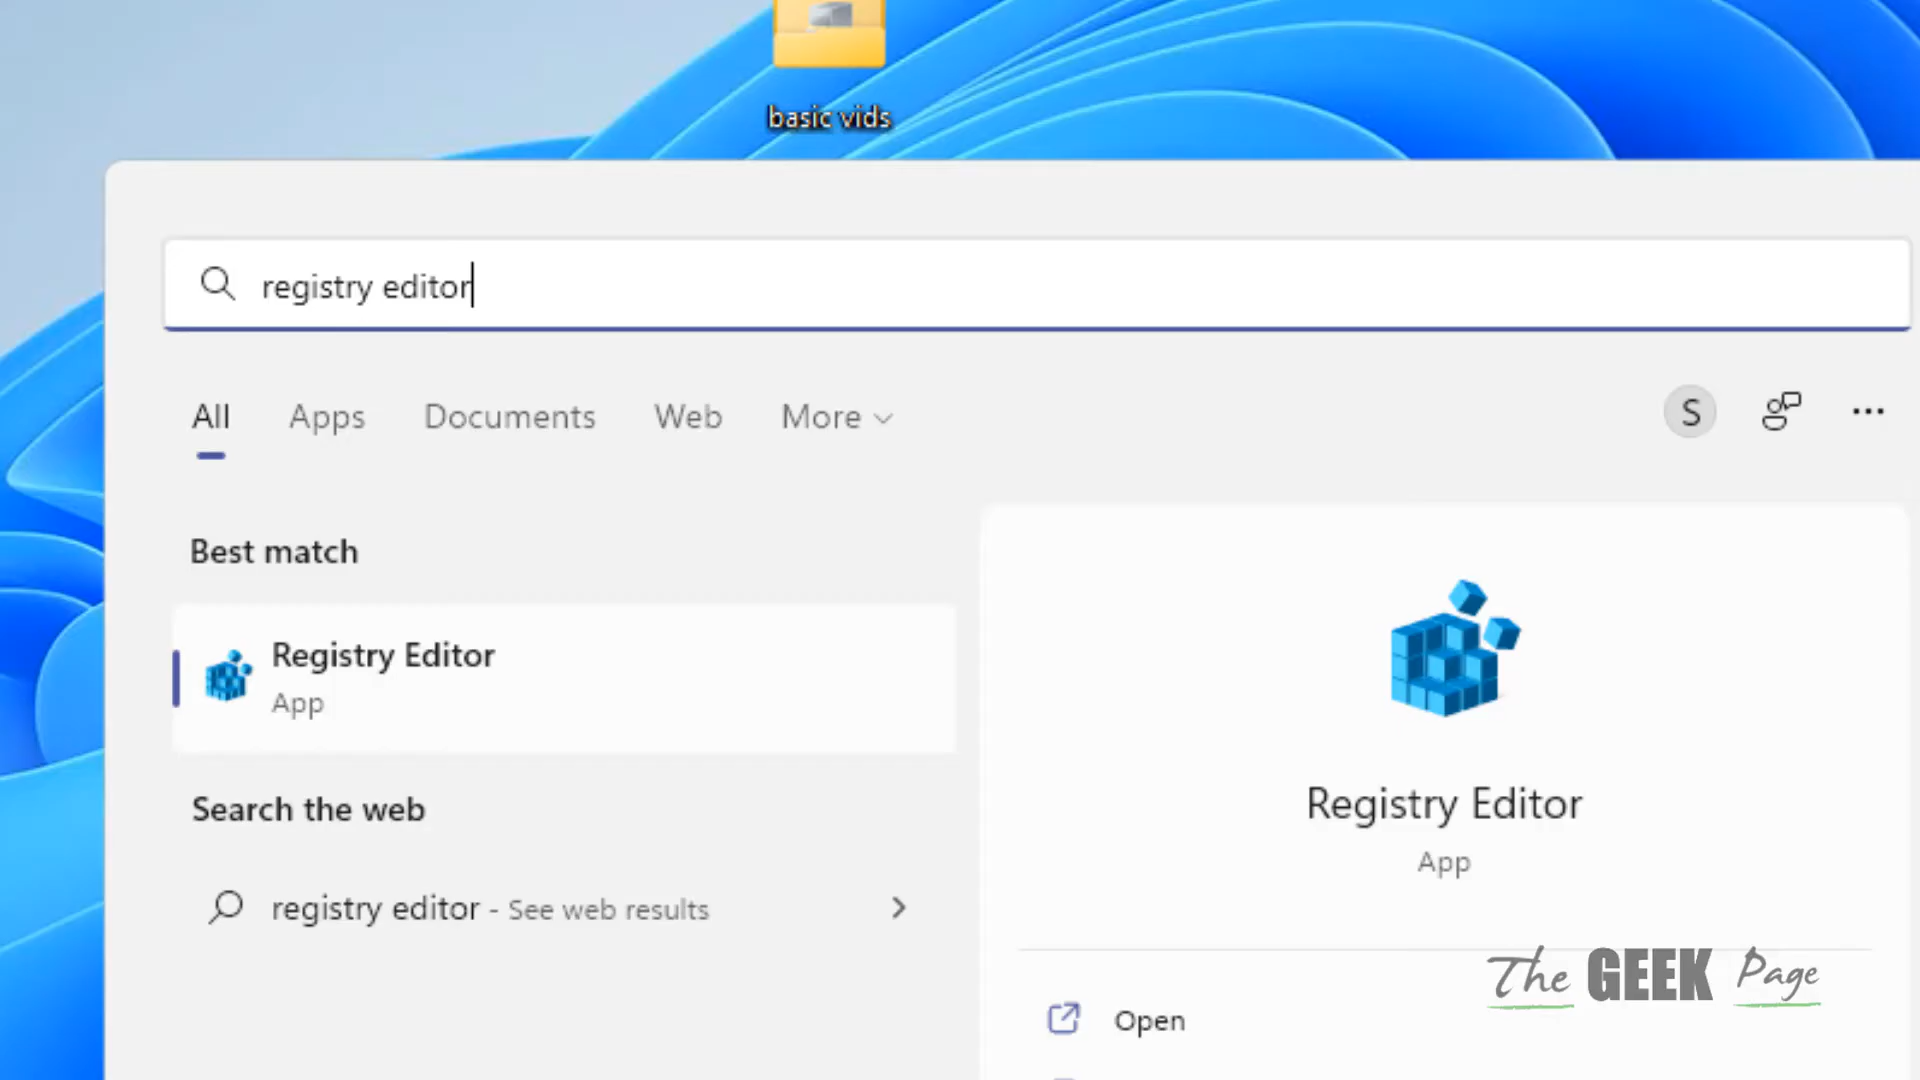 basic vids
registry editor
All Apps Documents Web More
S
Best match
Registry Editor
App
Search the web
registry editor - See web results
Registry Editor
App
The GEEK Page
Open